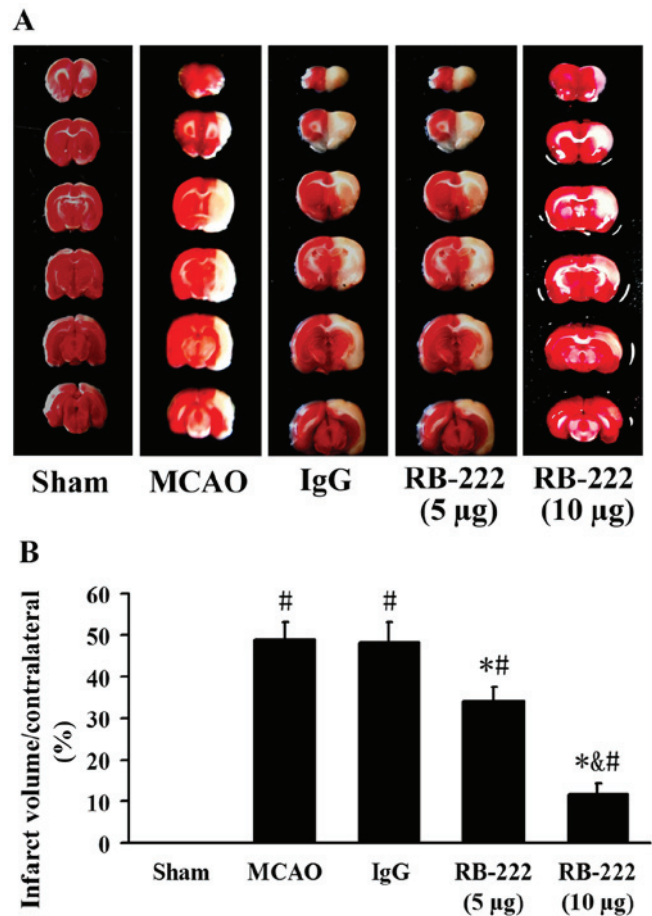 A
Sham MCAO IgG RB-222 RB-222
(5 µg) (10 µg)
B
Infarct volume/contralateral
(%)
60
50
40
30
20
10
0
# # *# *&#
Sham MCAO IgG RB-222 RB-222
(5 µg) (10 µg)